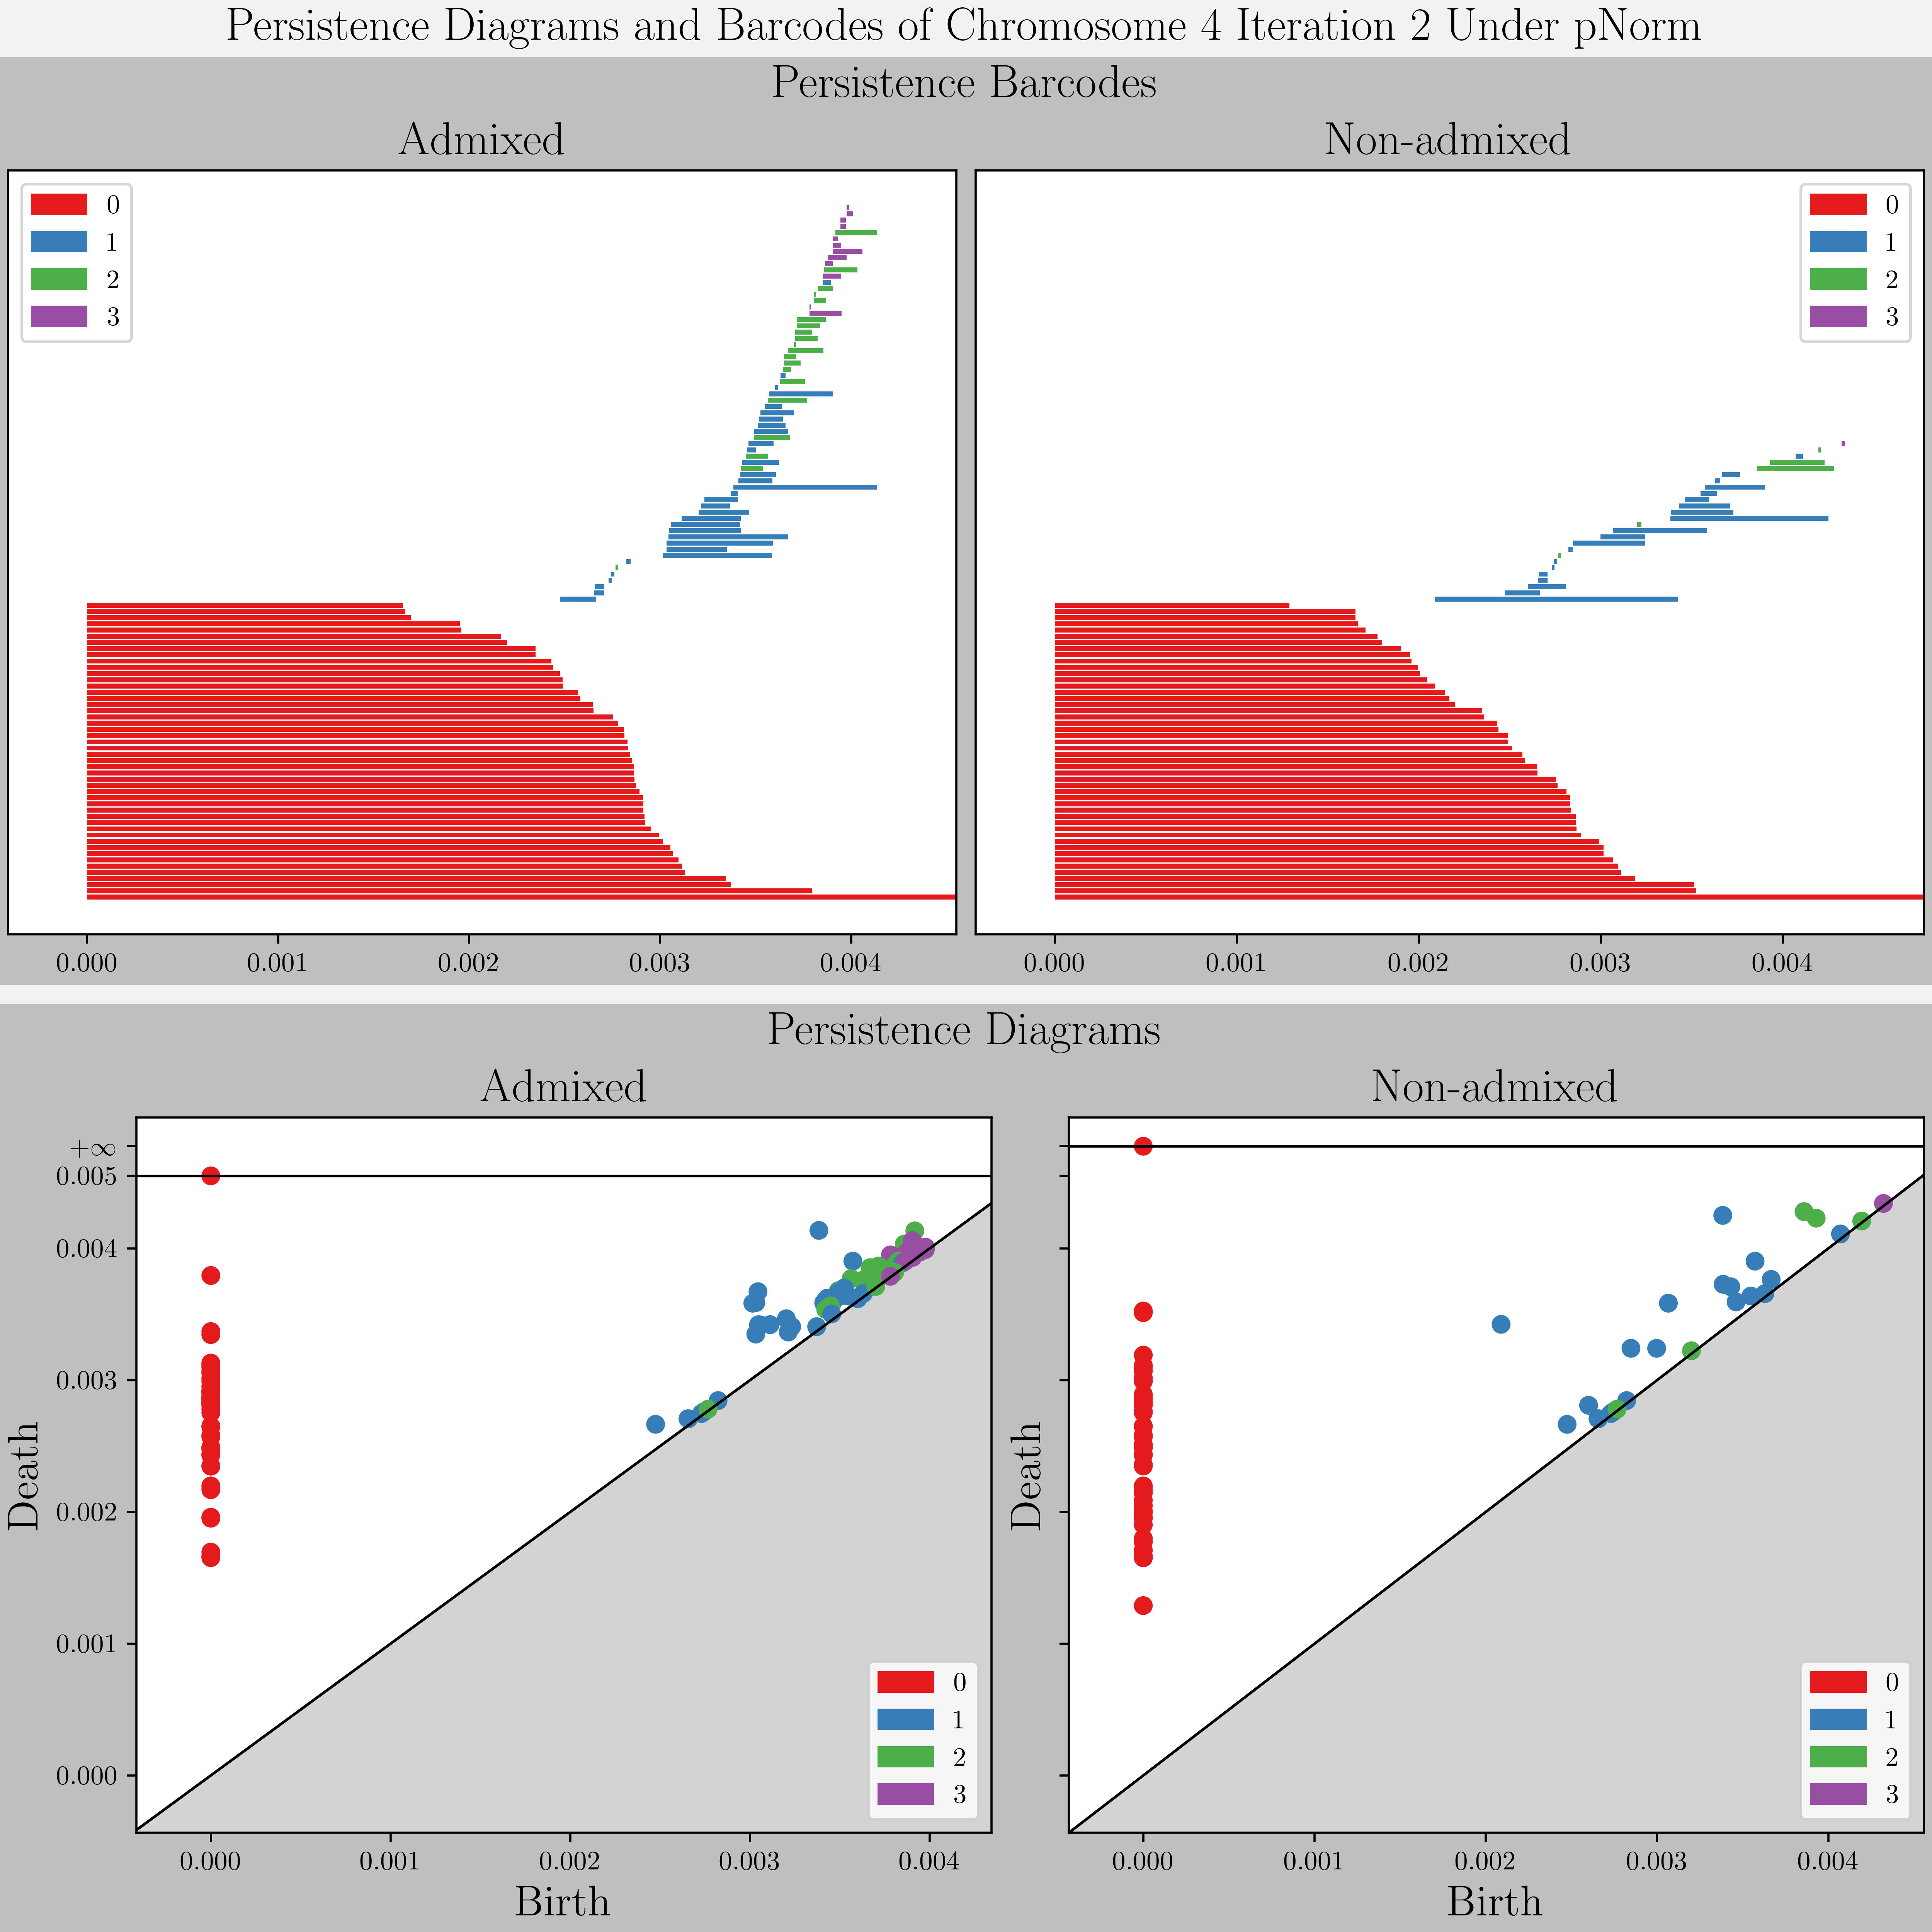 Persistence Diagrams and Barcodes of Chromosome 4 Iteration 2 Under pNorm
Persistence Barcodes
Admixed
Non-admixed
0
1
2
3
0
1
2
3
0.000 0.001 0.002 0.003 0.004
0.000 0.001 0.002 0.003 0.004
Persistence Diagrams
Admixed
Non-admixed
+∞
0.005
0.004
0.003
0.002
0.001
0.000
Death
0
1
2
3
0.000 0.001 0.002 0.003 0.004
Birth
Death
0
1
2
3
0.000 0.001 0.002 0.003 0.004
Birth